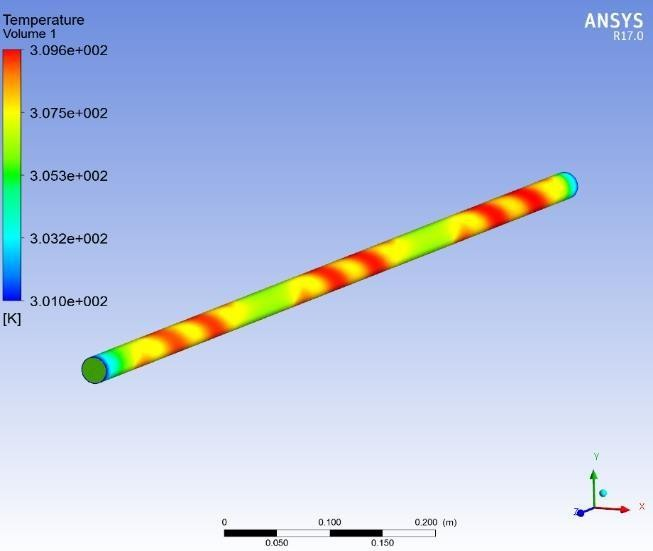 Temperature
Volume 1
3.096e+002
3.075e+002
3.053e+002
3.032e+002
3.010e+002
[K]
ANSYS
R17.0
Y
X
Z
0 0.100 0.200 (m)
0.050 0.150